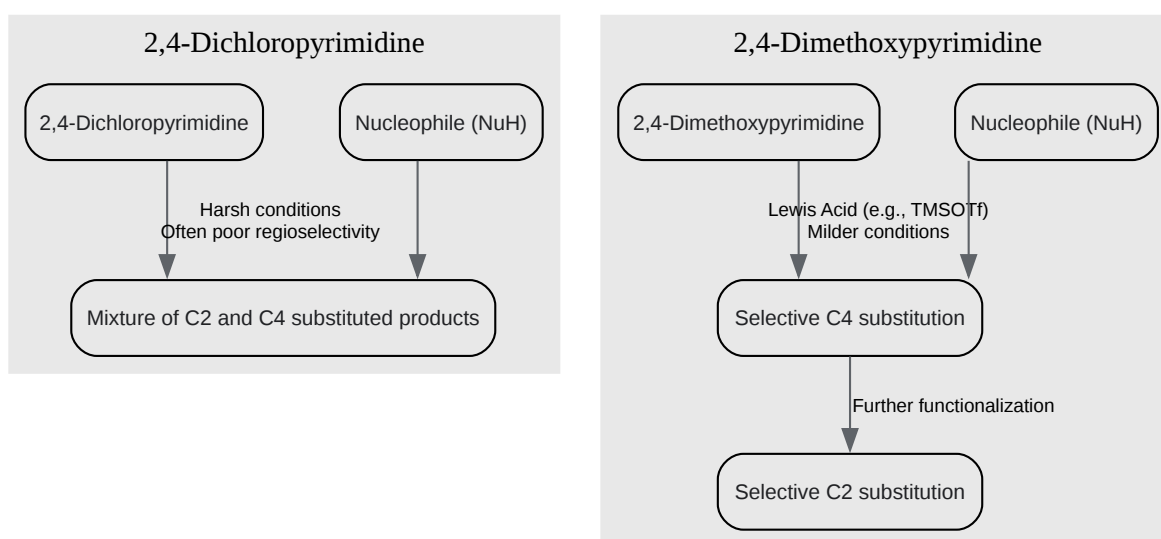 2,4-Dichloropyrimidine
2,4-Dichloropyrimidine
Nucleophile (NuH)
Harsh conditions
Often poor regioselectivity
Mixture of C2 and C4 substituted products
2,4-Dimethoxypyrimidine
2,4-Dimethoxypyrimidine
Nucleophile (NuH)
Lewis Acid (e.g., TMSOTf)
Milder conditions
Selective C4 substitution
Further functionalization
Selective C2 substitution